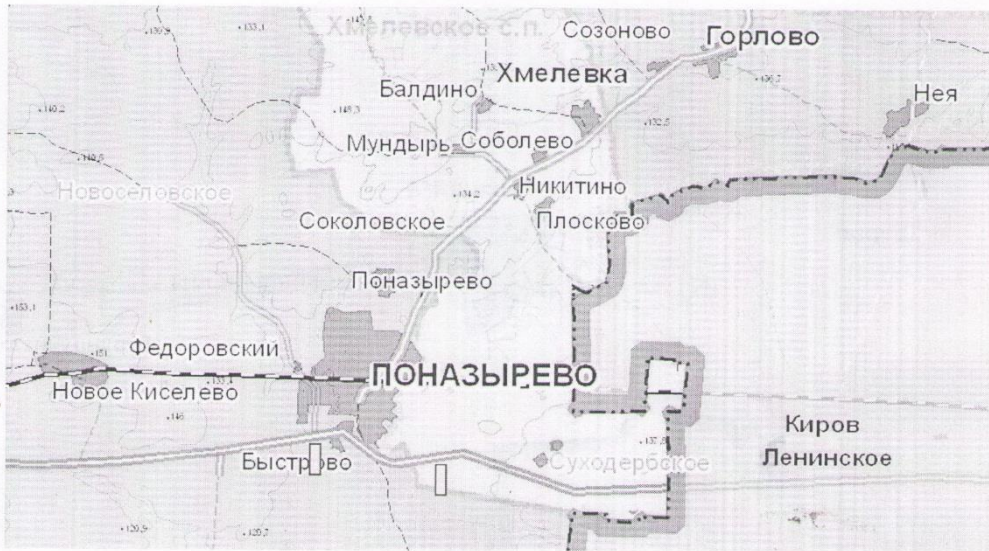 Хмелевское с.п.
Созоново
Горлово
Хмелевка
Балдино
Нея
Мундырь
Соболево
Никитино
Новоселовское
Соколовское
Плосково
Поназырево
Федоровский
ПОНАЗЫРЕВО
Новое Киселево
Киров
Ленинское
Быстрово
Суходербское